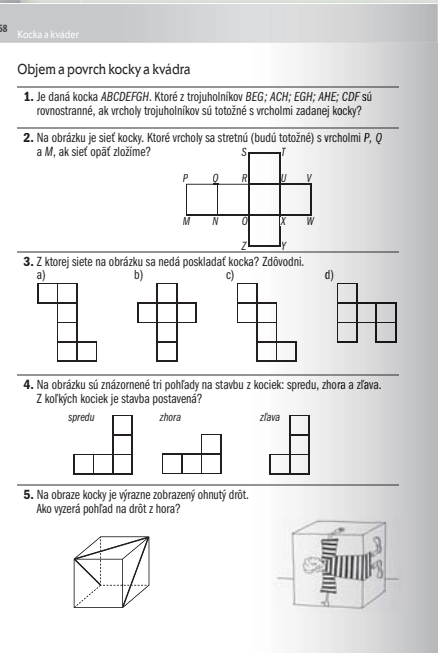 58
Kocka a kváder
Objem a povrch kocky a kvádra
1. Je daná kocka ABCDEFGH. Ktoré z trojuholníkov BEG; ACH; EGH; AHE; CDF sú
rovnostranné, ak vrcholy trojuholníkov sú totožné s vrcholmi zadanej kocky?
2. Na obrázku je sieť kocky. Ktoré vrcholy sa stretnú (budú totožné) s vrcholmi P, Q
a M, ak sieť opäť zložíme?
S T
P Q R U V
M N O X W
Z Y
3. Z ktorej siete na obrázku sa nedá poskladať kocka? Zdôvodni.
a) b) c) d)
4. Na obrázku sú znázornené tri pohľady na stavbu z kociek: spredu, zhora a zľava.
Z koľkých kociek je stavba postavená?
spredu zhora zľava
5. Na obraze kocky je výrazne zobrazený ohnutý drôt.
Ako vyzerá pohľad na drôt z hora?